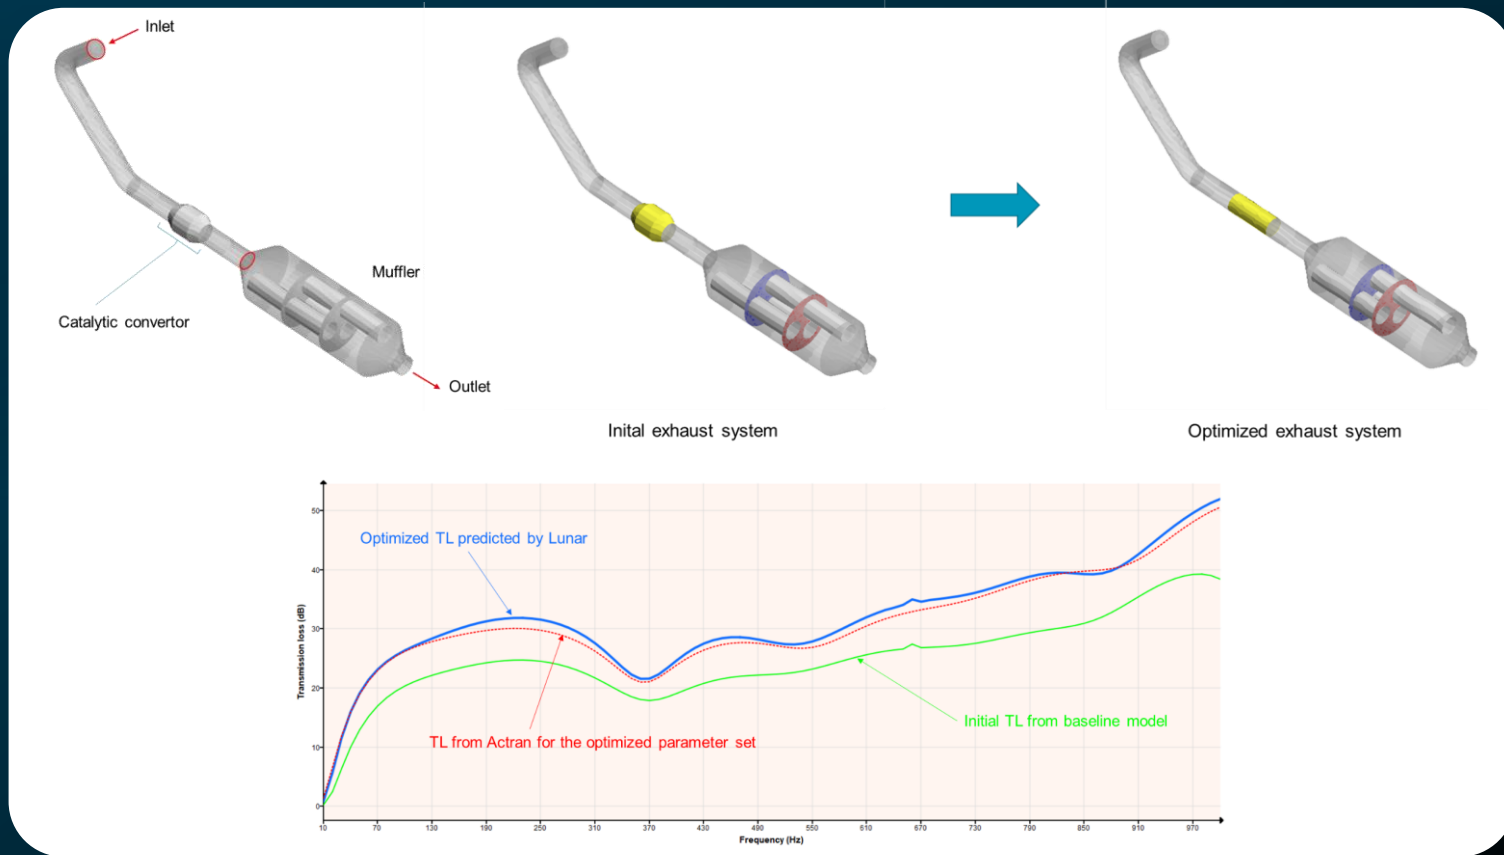 Inlet
Muffler
Catalytic convertor
Outlet
Inital exhaust system
Optimized exhaust system
Optimized TL predicted by Lunar
TL from Actran for the optimized parameter set
Initial TL from baseline model
Transmission loss (dB)
50
40
30
20
10
0
10 70 130 190 250 310 370 430 490 550 610 670 730 790 850 910 970
Frequency (Hz)